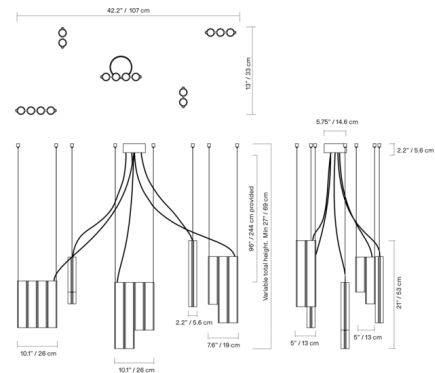 42.2" / 107 cm
13" / 33 cm
5.75" / 14.6 cm
2.2" / 5.6 cm
96" / 244 cm provided
Variable total height. Min 27" / 69 cm
21" / 53 cm
2.2" / 5.6 cm
5" / 13 cm
5" / 13 cm
7.6" / 19 cm
10.1" / 26 cm
10.1" / 26 cm